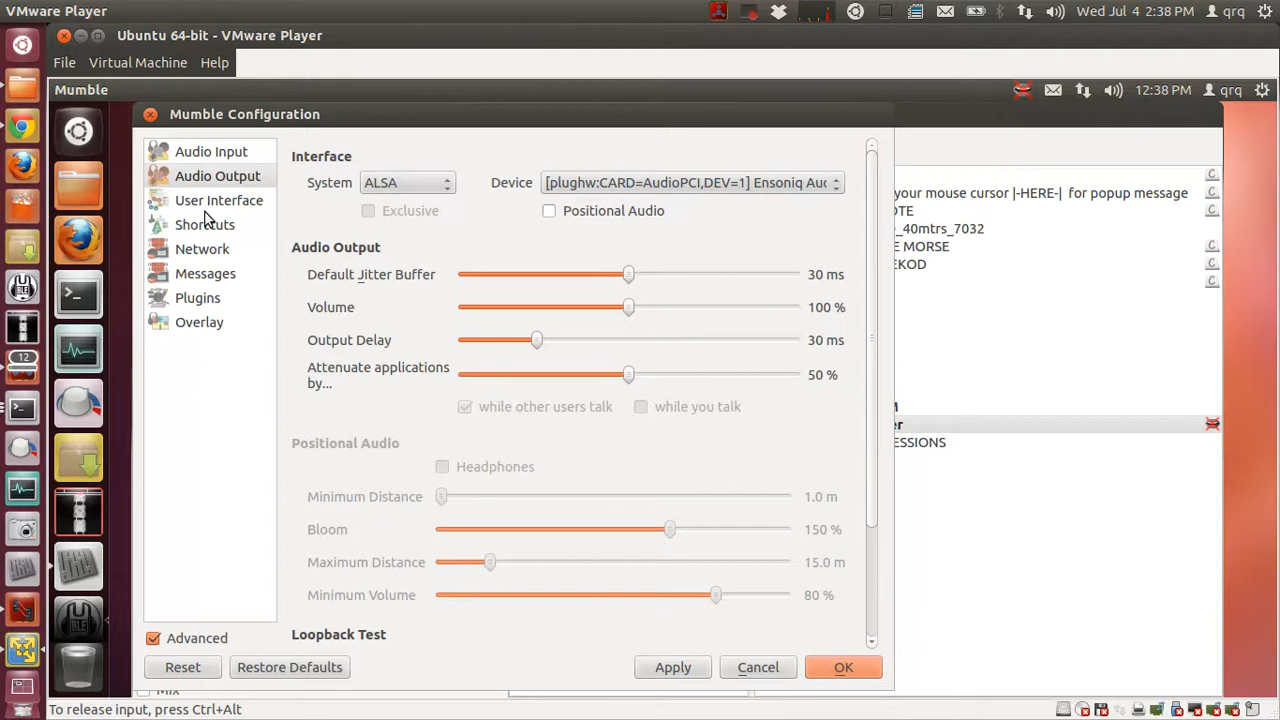 VMware Player
Wed Jul 4 2:38 PM
qrq
Ubuntu 64-bit - VMware Player
File
Virtual Machine
Help
Mumble
12:38 PM
qrq
Mumble Configuration
Audio Input
Audio Output
User Interface
Shortcuts
Network
Messages
Plugins
Overlay
Interface
System
ALSA
Device
[plughw:CARD=AudioPCI,DEV=1] Ensoniq Aud
Exclusive
Positional Audio
Audio Output
Default Jitter Buffer
30 ms
Volume
100 %
Output Delay
30 ms
Attenuate applications
by...
50 %
while other users talk
while you talk
Positional Audio
Headphones
Minimum Distance
1.0 m
Bloom
150 %
Maximum Distance
15.0 m
Minimum Volume
80 %
Loopback Test
Advanced
Reset
Restore Defaults
Apply
Cancel
OK
your mouse cursor |-HERE-| for popup message
OTE
_40mtrs_7032
E MORSE
EKOD
er
ESSIONS
12
Mix
To release input, press Ctrl+Alt